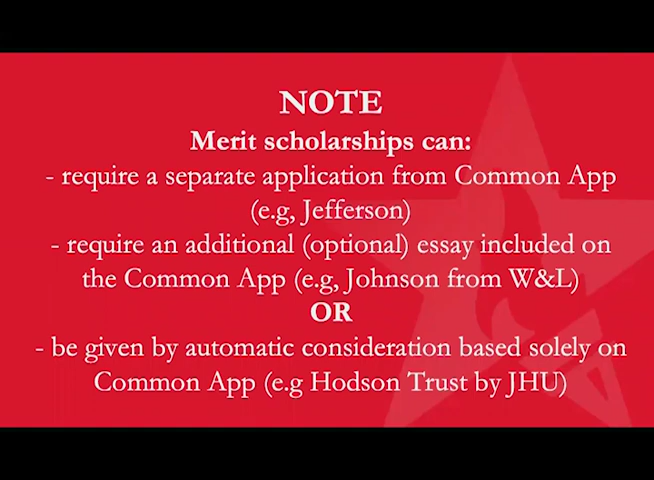 NOTE
Merit scholarships can:
- require a separate application from Common App
(e.g, Jefferson)
- require an additional (optional) essay included on
the Common App (e.g, Johnson from W&L)
OR
- be given by automatic consideration based solely on
Common App (e.g Hodson Trust by JHU)